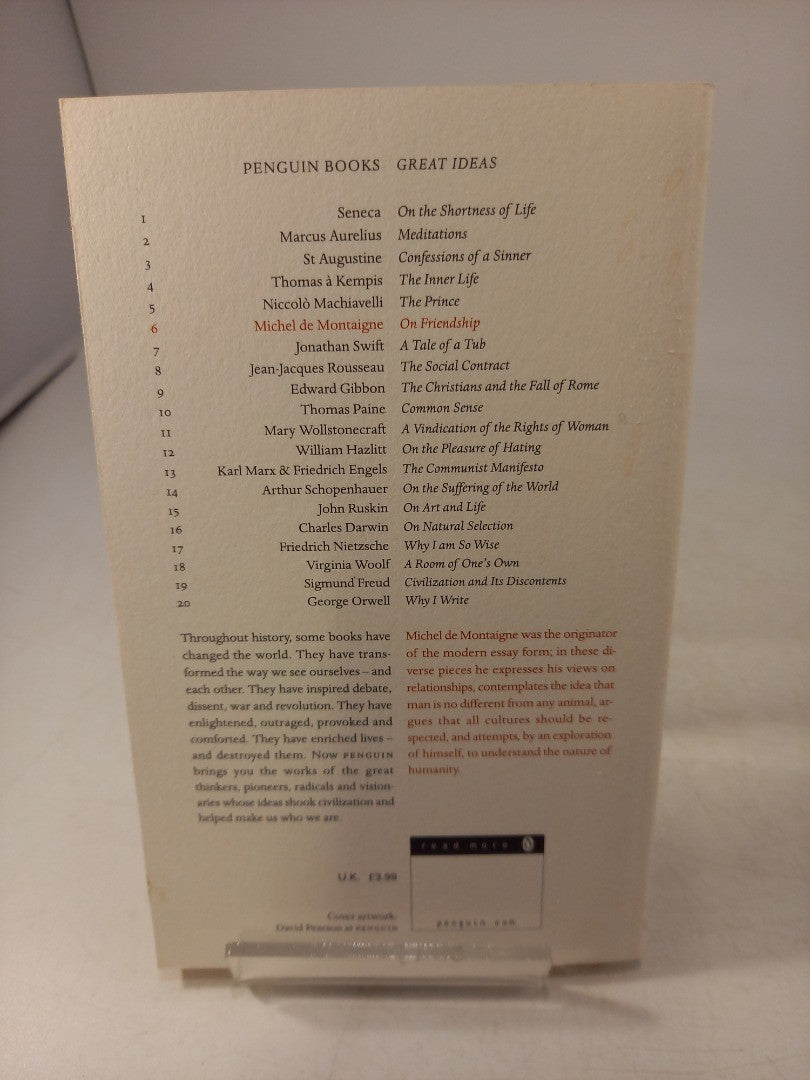 PENGUIN BOOKS GREAT IDEAS
1 Seneca On the Shortness of Life
2 Marcus Aurelius Meditations
3 St Augustine Confessions of a Sinner
4 Thomas à Kempis The Inner Life
5 Niccolò Machiavelli The Prince
6 Michel de Montaigne On Friendship
7 Jonathan Swift A Tale of a Tub
8 Jean-Jacques Rousseau The Social Contract
9 Edward Gibbon The Christians and the Fall of Rome
10 Thomas Paine Common Sense
11 Mary Wollstonecraft A Vindication of the Rights of Woman
12 William Hazlitt On the Pleasure of Hating
13 Karl Marx & Friedrich Engels The Communist Manifesto
14 Arthur Schopenhauer On the Suffering of the World
15 John Ruskin On Art and Life
16 Charles Darwin On Natural Selection
17 Friedrich Nietzsche Why I am So Wise
18 Virginia Woolf A Room of One's Own
19 Sigmund Freud Civilization and Its Discontents
20 George Orwell Why I Write
Throughout history, some books have
changed the world. They have trans-
formed the way we see ourselves – and
each other. They have inspired debate,
dissent, war and revolution. They have
enlightened, outraged, provoked and
comforted. They have enriched lives –
and destroyed them. Now PENGUIN
brings you the works of the great
thinkers, pioneers, radicals and vision-
aries whose ideas shook civilization and
helped make us who we are.
Michel de Montaigne was the originator
of the modern essay form; in these di-
verse pieces he expresses his views on
relationships, contemplates the idea that
man is no different from any animal, ar-
gues that all cultures should be re-
spected, and attempts, by an exploration
of himself, to understand the nature of
humanity.
read more
U.K. £3.99
Cover artwork:
David Pearson at PENGUIN
penguin.com